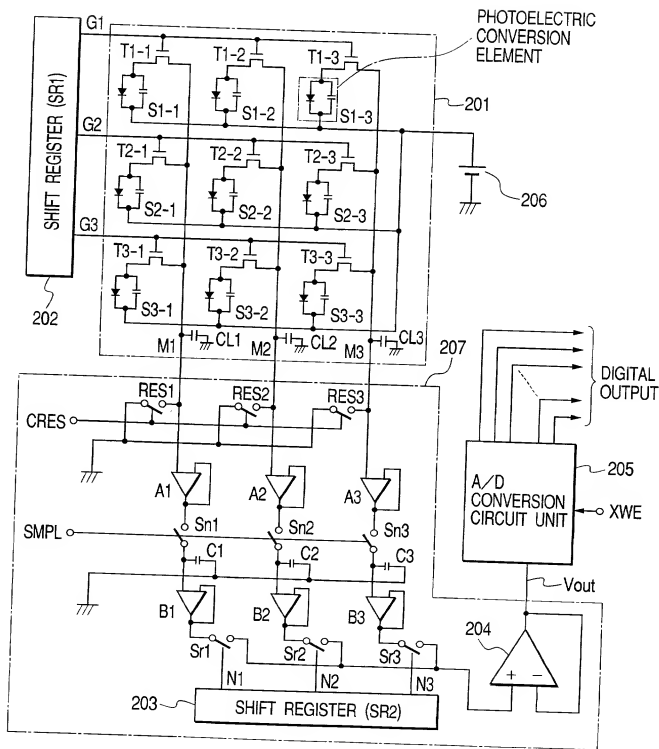 G1
PHOTOELECTRIC
CONVERSION
ELEMENT
T1-1
T1-2
T1-3
S1-1
S1-2
S1-3
201
SHIFT REGISTER (SR1)
G2
T2-1
T2-2
T2-3
206
S2-1
S2-2
S2-3
G3
T3-1
T3-2
T3-3
S3-1
S3-2
S3-3
202
M1
CL1
M2
CL2
M3
CL3
207
DIGITAL
OUTPUT
RES1
RES2
RES3
CRES
205
A/D
CONVERSION
CIRCUIT UNIT
XWE
A1
A2
A3
Sn1
Sn2
Sn3
SMPL
C1
C2
C3
Vout
B1
B2
B3
204
Sr1
Sr2
Sr3
+ −
N1
N2
N3
203
SHIFT REGISTER (SR2)